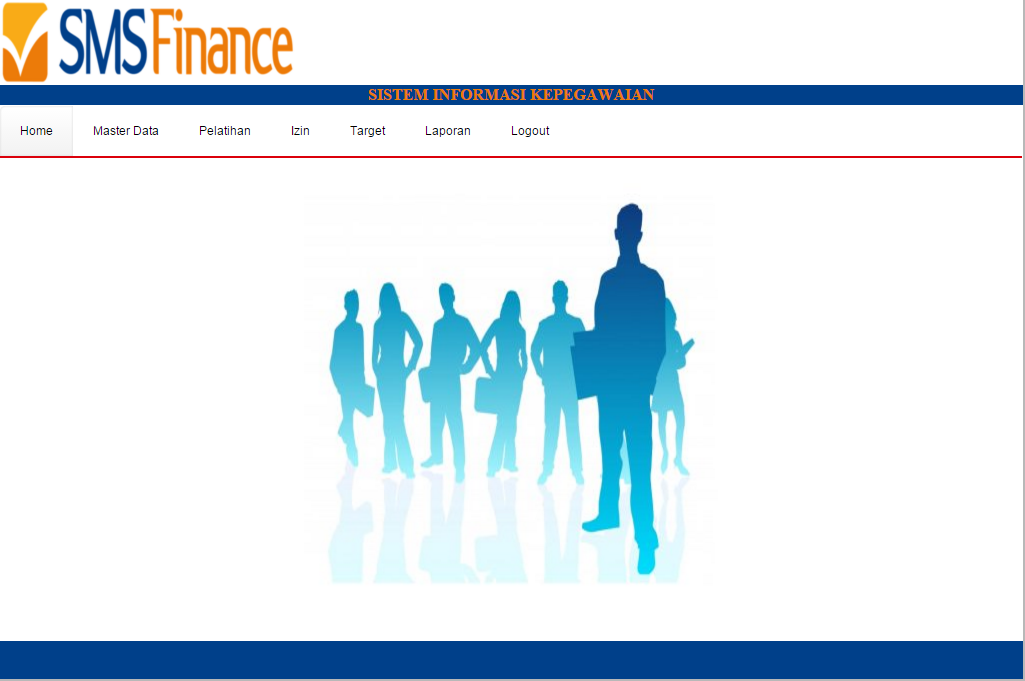 SMSFinance
SISTEM INFORMASI KEPEGAWAIAN
Home Master Data Pelatihan Izin Target Laporan Logout